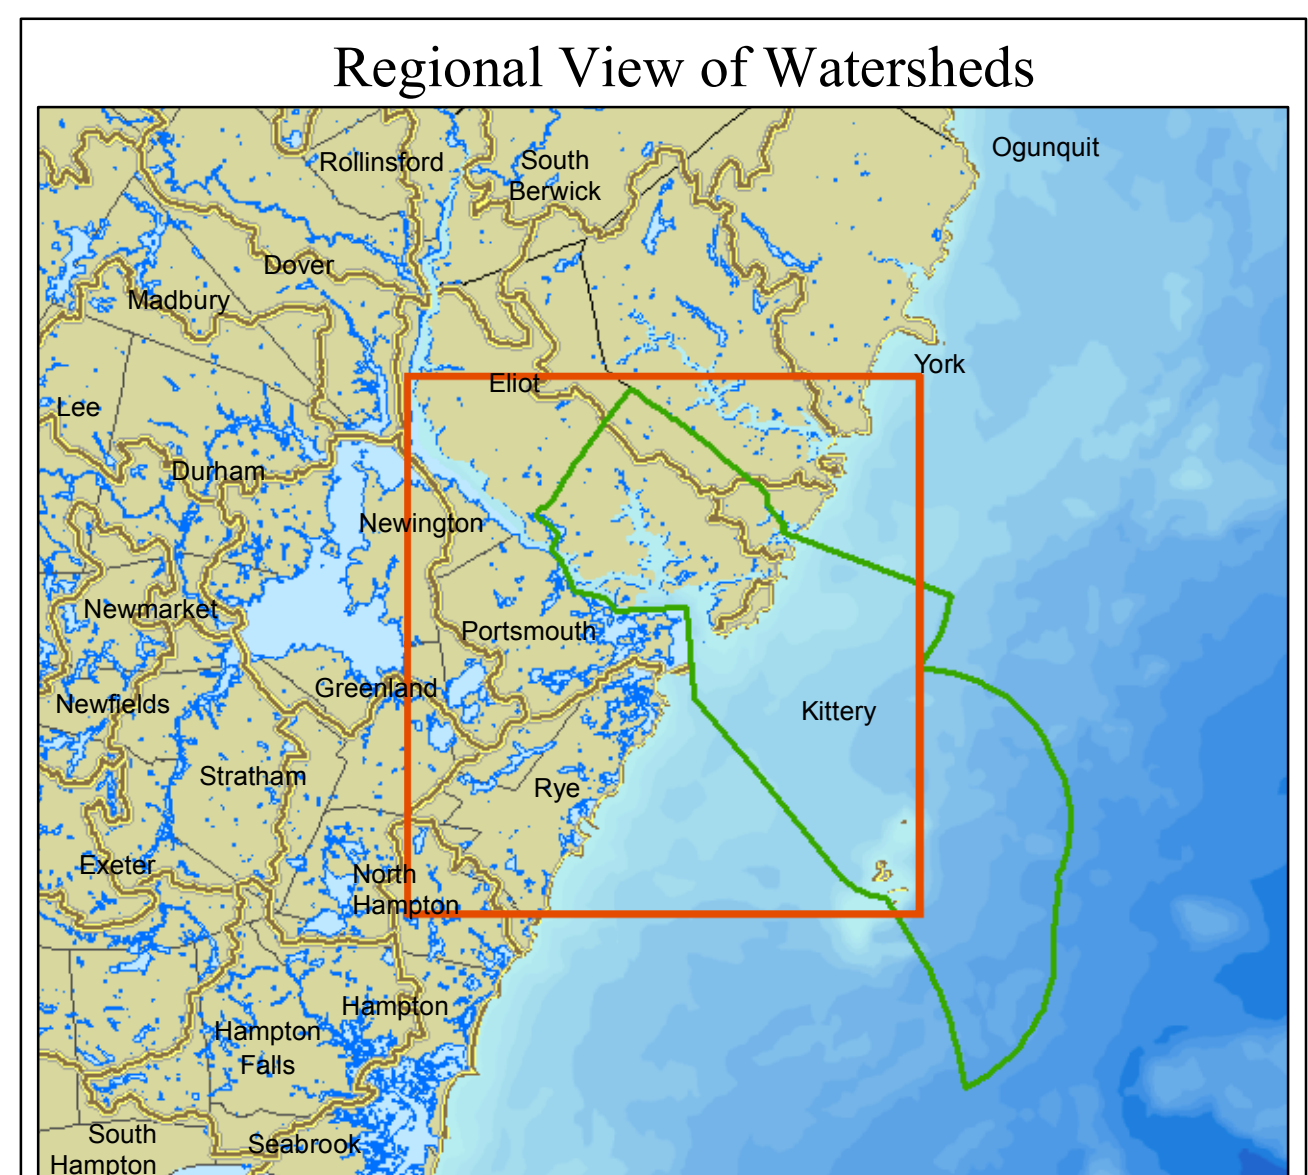 Regional View of Watersheds
Ogunquit
Rollinsford
South
Berwick
Dover
Madbury
York
Eliot
Lee
Durham
Newington
Newmarket
Portsmouth
Greenland
Newfields
Kittery
Stratham
Rye
Exeter
North
Hampton
Hampton
Hampton
Falls
South
Hampton
Seabrook